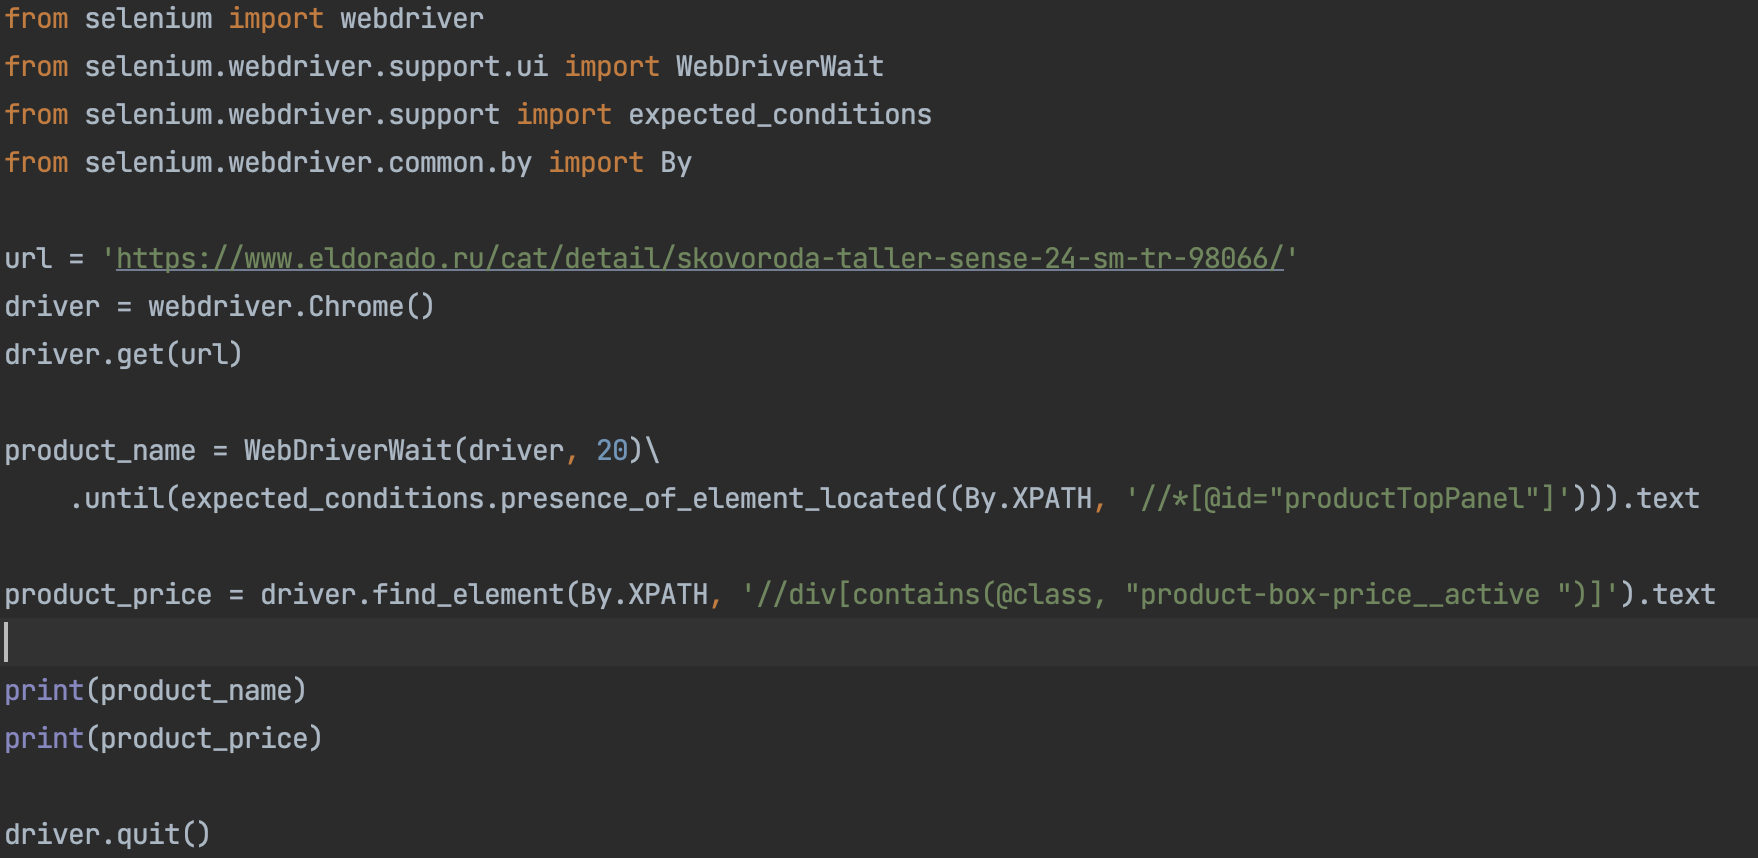 from selenium import webdriver
from selenium.webdriver.support.ui import WebDriverWait
from selenium.webdriver.support import expected_conditions
from selenium.webdriver.common.by import By
url = 'https://www.eldorado.ru/cat/detail/skovoroda-taller-sense-24-sm-tr-98066/'
driver = webdriver.Chrome()
driver.get(url)
product_name = WebDriverWait(driver, 20)\
    .until(expected_conditions.presence_of_element_located((By.XPATH, '//*[@id="productTopPanel"]'))).text
product_price = driver.find_element(By.XPATH, '//div[contains(@class, "product-box-price__active ")]').text
print(product_name)
print(product_price)
driver.quit()